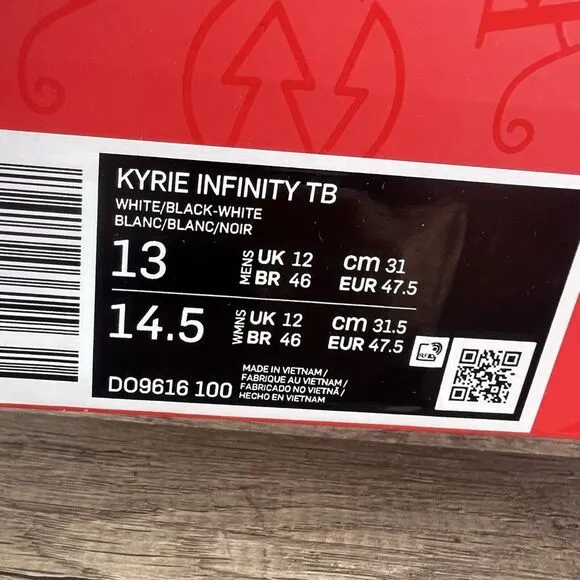 KYRIE INFINITY TB
WHITE/BLACK-WHITE
BLANC/BLANC/NOIR
13 MENS UK 12 cm 31
BR 46 EUR 47.5
14.5 WMNS UK 12 cm 31.5
BR 46 EUR 47.5
DO9616 100
MADE IN VIETNAM /
FABRIQUE AU VIETNAM /
FABRICADO NO VIETNÃ /
HECHO EN VIETNAM